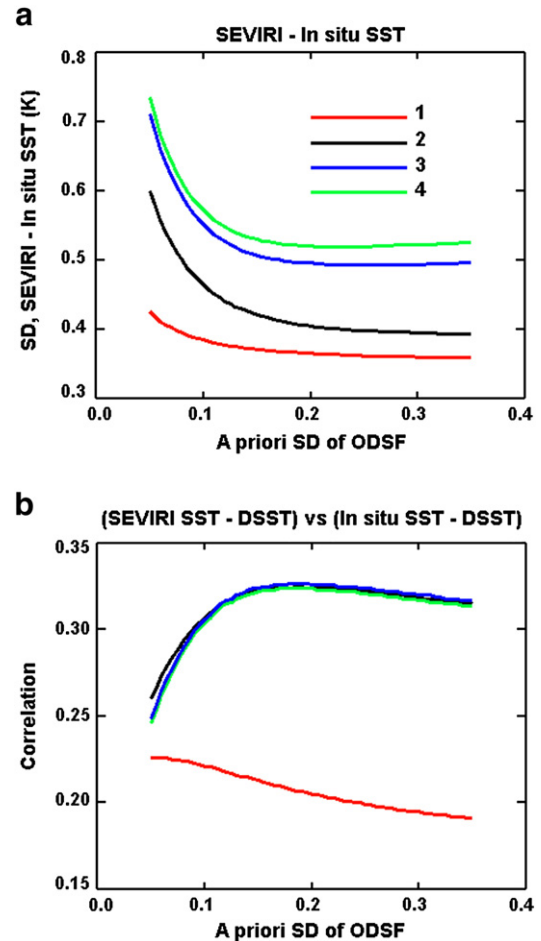 a
SEVIRI - In situ SST
SD, SEVIRI - In situ SST (K)
0.8
0.7
0.6
0.5
0.4
0.3
1
2
3
4
0.0 0.1 0.2 0.3 0.4
A priori SD of ODSF
b
(SEVIRI SST - DSST) vs (In situ SST - DSST)
Correlation
0.35
0.30
0.25
0.20
0.15
0.0 0.1 0.2 0.3 0.4
A priori SD of ODSF